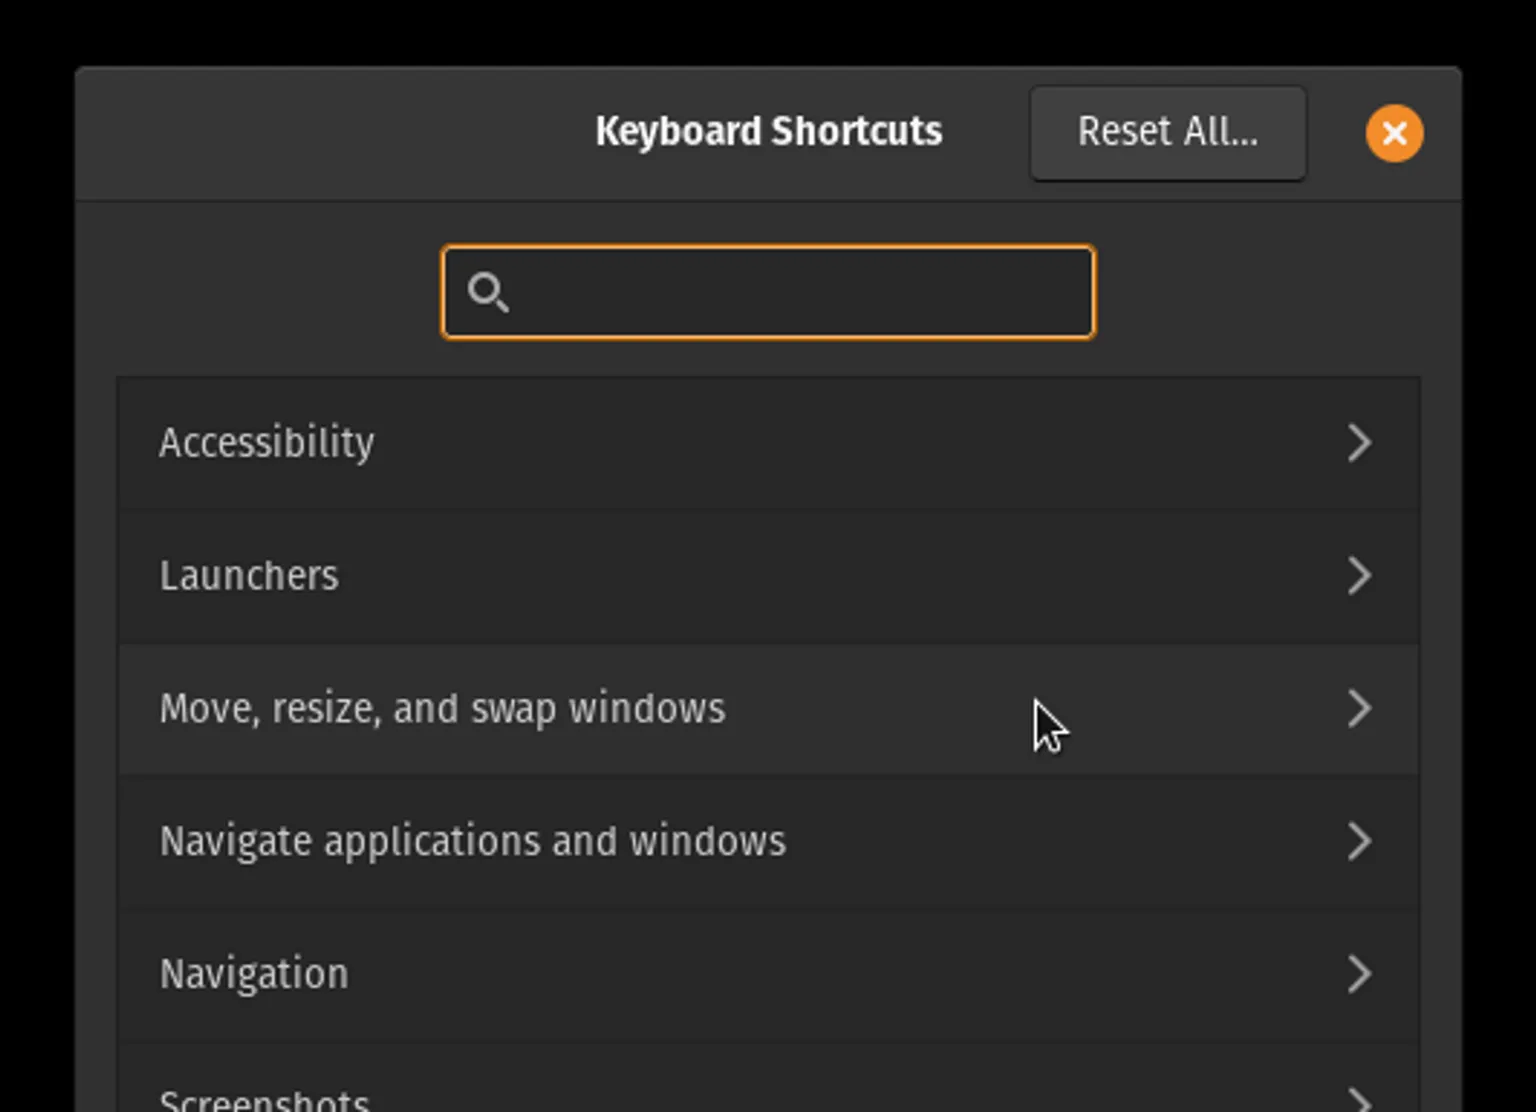 Keyboard Shortcuts
Reset All...
Accessibility
Launchers
Move, resize, and swap windows
Navigate applications and windows
Navigation
Screenshots